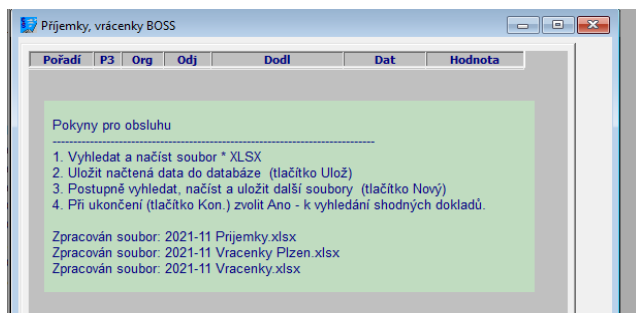 Příjemky, vrácenky BOSS
Pořadí P3 Org Odj Dodl Dat Hodnota
Pokyny pro obsluhu
--------------------------------------------------------------------------------
1. Vyhledat a načíst soubor * XLSX
2. Uložit načtená data do databáze (tlačítko Ulož)
3. Postupně vyhledat, načíst a uložit další soubory (tlačítko Nový)
4. Při ukončení (tlačítko Kon.) zvolit Ano - k vyhledání shodných dokladů.
Zpracován soubor: 2021-11 Prijemky.xlsx
Zpracován soubor: 2021-11 Vracenky Plzen.xlsx
Zpracován soubor: 2021-11 Vracenky.xlsx